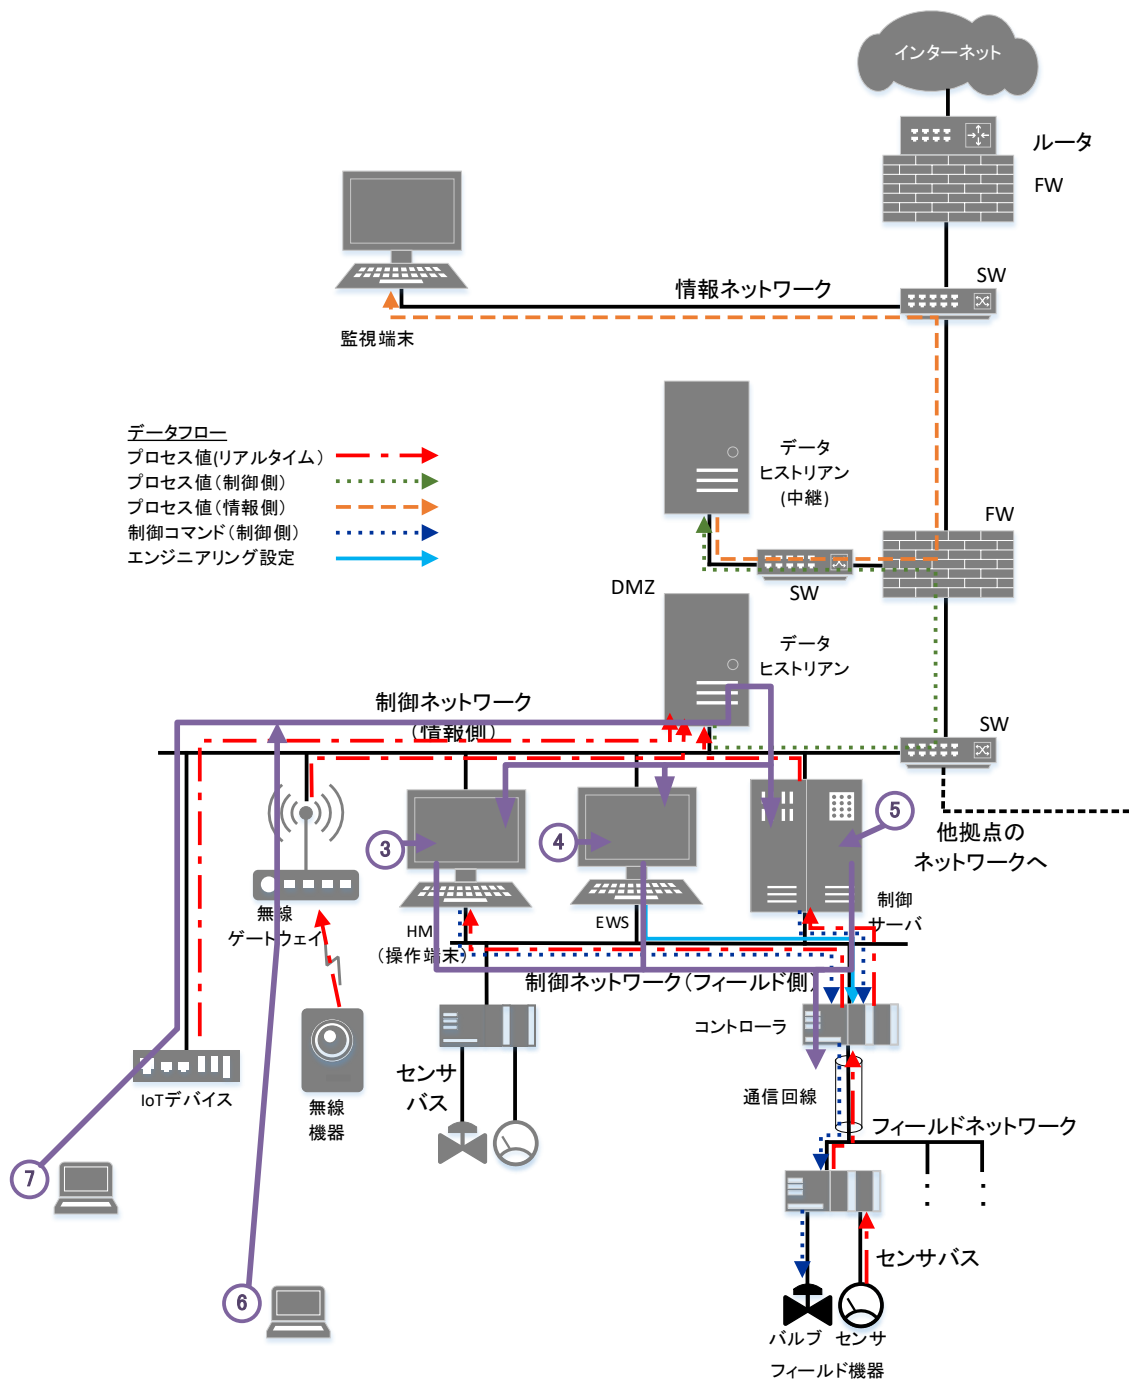 インターネット
ルータ
FW
SW
情報ネットワーク
監視端末
データフロー
プロセス値(リアルタイム)
プロセス値(制御側)
プロセス値(情報側)
制御コマンド(制御側)
エンジニアリング設定
データ
ヒストリアン
(中継)
FW
SW
DMZ
データ
ヒストリアン
制御ネットワーク
(情報側)
SW
他拠点の
ネットワークへ
3
4
5
無線
ゲートウェイ
HM
(操作端末)
EWS
制御
サーバ
制御ネットワーク(フィールド側)
コントローラ
IoTデバイス
無線
機器
センサ
バス
通信回線
フィールドネットワーク
7
6
センサバス
バルブ
センサ
フィールド機器